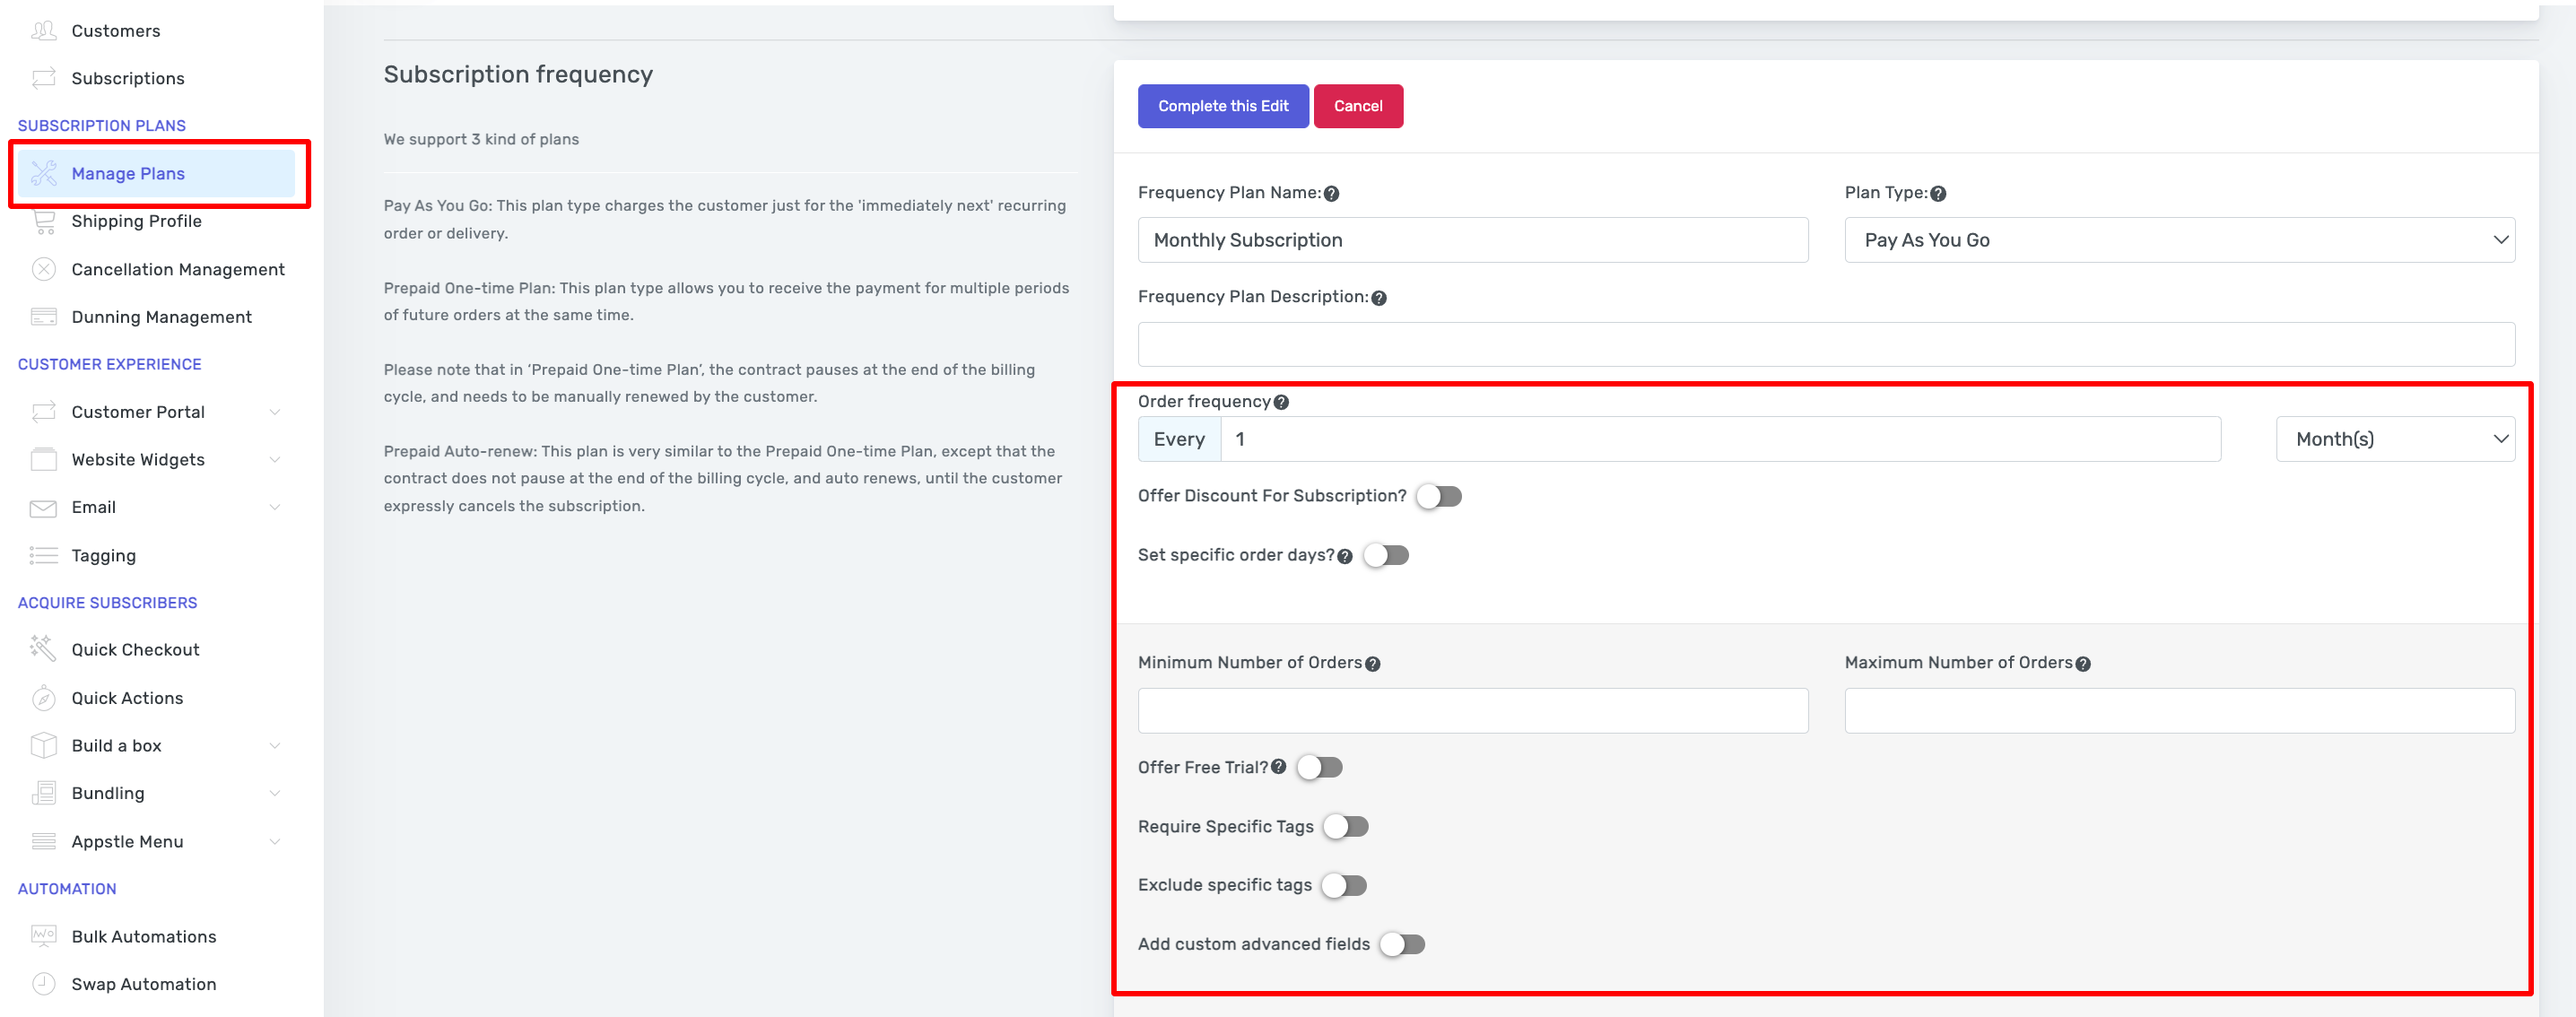 Customers
Subscriptions
SUBSCRIPTION PLANS
Manage Plans
Shipping Profile
Cancellation Management
Dunning Management
CUSTOMER EXPERIENCE
Customer Portal
Website Widgets
Email
Tagging
ACQUIRE SUBSCRIBERS
Quick Checkout
Quick Actions
Build a box
Bundling
Appstle Menu
AUTOMATION
Bulk Automations
Swap Automation
Subscription frequency
We support 3 kind of plans
Pay As You Go: This plan type charges the customer just for the 'immediately next' recurring
order or delivery.
Prepaid One-time Plan: This plan type allows you to receive the payment for multiple periods
of future orders at the same time.
Please note that in ‘Prepaid One-time Plan’, the contract pauses at the end of the billing
cycle, and needs to be manually renewed by the customer.
Prepaid Auto-renew: This plan is very similar to the Prepaid One-time Plan, except that the
contract does not pause at the end of the billing cycle, and auto renews, until the customer
expressly cancels the subscription.
Complete this Edit Cancel
Frequency Plan Name: Plan Type:
Monthly Subscription Pay As You Go
Frequency Plan Description:
Order frequency
Every 1 Month(s)
Offer Discount For Subscription?
Set specific order days?
Minimum Number of Orders Maximum Number of Orders
Offer Free Trial?
Require Specific Tags
Exclude specific tags
Add custom advanced fields